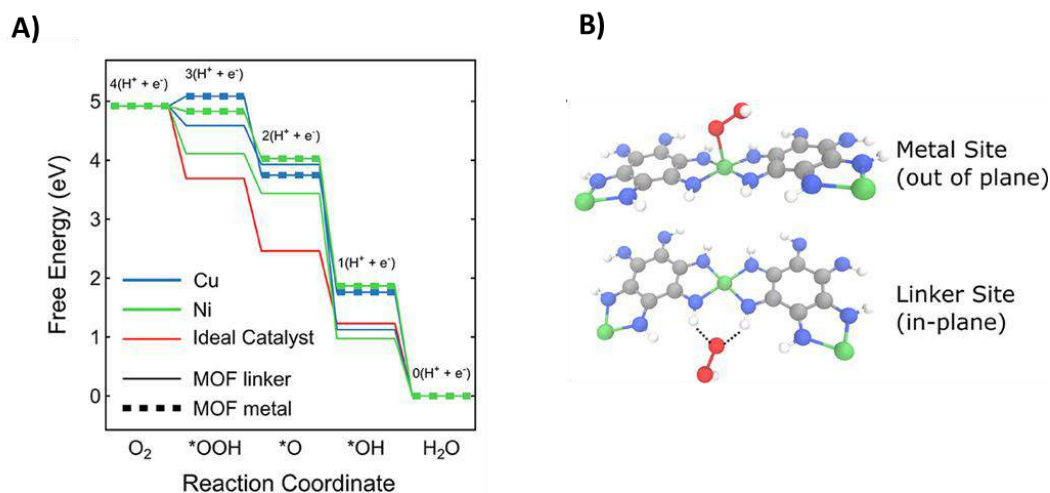 A)
B)
4(H⁺ + e⁻)
3(H⁺ + e⁻)
2(H⁺ + e⁻)
1(H⁺ + e⁻)
0(H⁺ + e⁻)
Free Energy (eV)
5
4
3
2
1
0
Cu
Ni
Ideal Catalyst
MOF linker
MOF metal
O₂ *OOH *O *OH H₂O
Reaction Coordinate
Metal Site
(out of plane)
Linker Site
(in-plane)